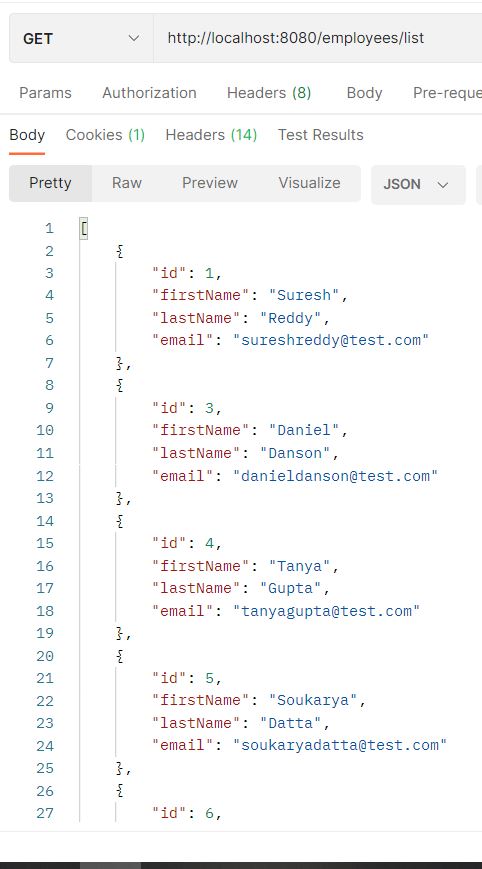 GET http://localhost:8080/employees/list
Params Authorization Headers (8) Body Pre-reque
Body Cookies (1) Headers (14) Test Results
Pretty Raw Preview Visualize JSON
1 [
2 {
3 "id": 1,
4 "firstName": "Suresh",
5 "lastName": "Reddy",
6 "email": "sureshreddy@test.com"
7 },
8 {
9 "id": 3,
10 "firstName": "Daniel",
11 "lastName": "Danson",
12 "email": "danieldanson@test.com"
13 },
14 {
15 "id": 4,
16 "firstName": "Tanya",
17 "lastName": "Gupta",
18 "email": "tanyagupta@test.com"
19 },
20 {
21 "id": 5,
22 "firstName": "Soukarya",
23 "lastName": "Datta",
24 "email": "soukaryadatta@test.com"
25 },
26 {
27 "id": 6,